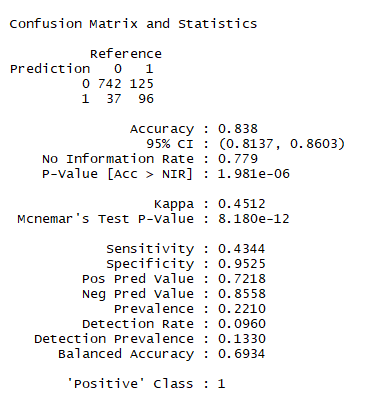 Confusion Matrix and Statistics
Reference
Prediction 0 1
0 742 125
1 37 96
Accuracy : 0.838
95% CI : (0.8137, 0.8603)
No Information Rate : 0.779
P-Value [Acc > NIR] : 1.981e-06
Kappa : 0.4512
Mcnemar's Test P-Value : 8.180e-12
Sensitivity : 0.4344
Specificity : 0.9525
Pos Pred Value : 0.7218
Neg Pred Value : 0.8558
Prevalence : 0.2210
Detection Rate : 0.0960
Detection Prevalence : 0.1330
Balanced Accuracy : 0.6934
'Positive' Class : 1